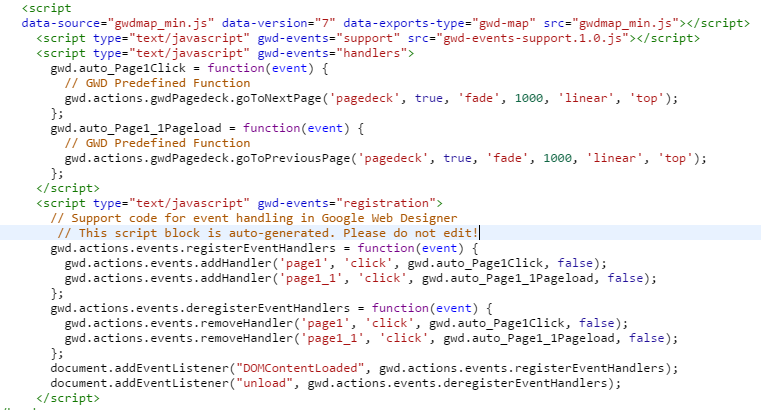 <script
data-source="gwdmap_min.js" data-version="7" data-exports-type="gwd-map" src="gwdmap_min.js"></script>
<script type="text/javascript" gwd-events="support" src="gwd-events-support.1.0.js"></script>
<script type="text/javascript" gwd-events="handlers">
gwd.auto_Page1Click = function(event) {
// GWD Predefined Function
gwd.actions.gwdPagedeck.goToNextPage('pagedeck', true, 'fade', 1000, 'linear', 'top');
};
gwd.auto_Page1_1Pageload = function(event) {
// GWD Predefined Function
gwd.actions.gwdPagedeck.goToPreviousPage('pagedeck', true, 'fade', 1000, 'linear', 'top');
};
</script>
<script type="text/javascript" gwd-events="registration">
// Support code for event handling in Google Web Designer
// This script block is auto-generated. Please do not edit!
gwd.actions.events.registerEventHandlers = function(event) {
gwd.actions.events.addHandler('page1', 'click', gwd.auto_Page1Click, false);
gwd.actions.events.addHandler('page1_1', 'click', gwd.auto_Page1_1Pageload, false);
};
gwd.actions.events.deregisterEventHandlers = function(event) {
gwd.actions.events.removeHandler('page1', 'click', gwd.auto_Page1Click, false);
gwd.actions.events.removeHandler('page1_1', 'click', gwd.auto_Page1_1Pageload, false);
};
document.addEventListener("DOMContentLoaded", gwd.actions.events.registerEventHandlers);
document.addEventListener("unload", gwd.actions.events.deregisterEventHandlers);
</script>